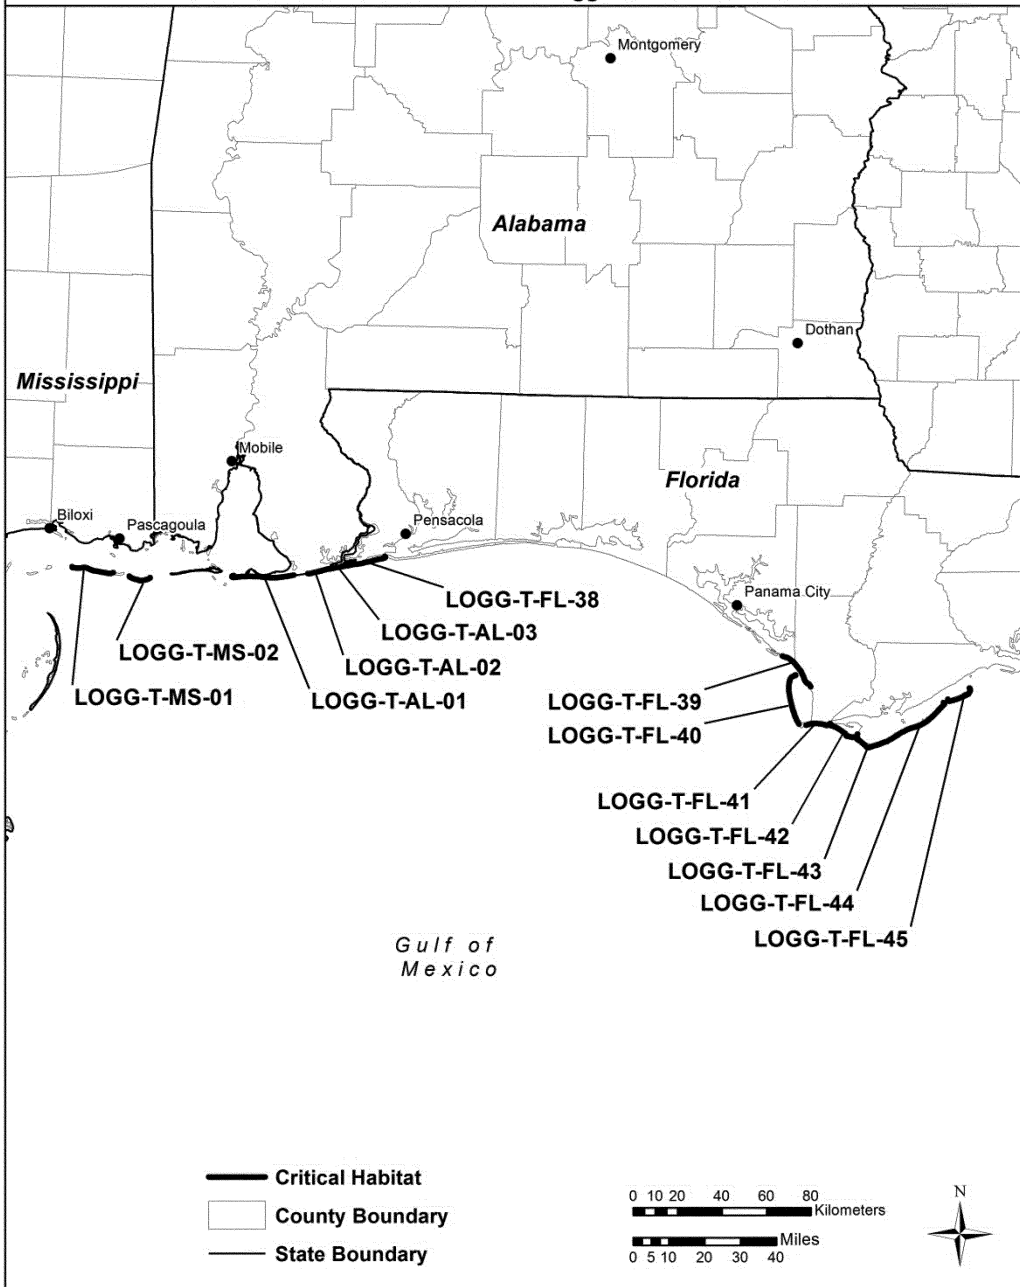 Montgomery
Alabama
Dothan
Mississippi
Mobile
Florida
Biloxi
Pascagoula
Pensacola
Panama City
LOGG-T-FL-38
LOGG-T-AL-03
LOGG-T-MS-02
LOGG-T-AL-02
LOGG-T-MS-01
LOGG-T-AL-01
LOGG-T-FL-39
LOGG-T-FL-40
LOGG-T-FL-41
LOGG-T-FL-42
LOGG-T-FL-43
LOGG-T-FL-44
LOGG-T-FL-45
Gulf of
Mexico
Critical Habitat
County Boundary
State Boundary
0 10 20 40 60 80
Kilometers
Miles
0 5 10 20 30 40
N